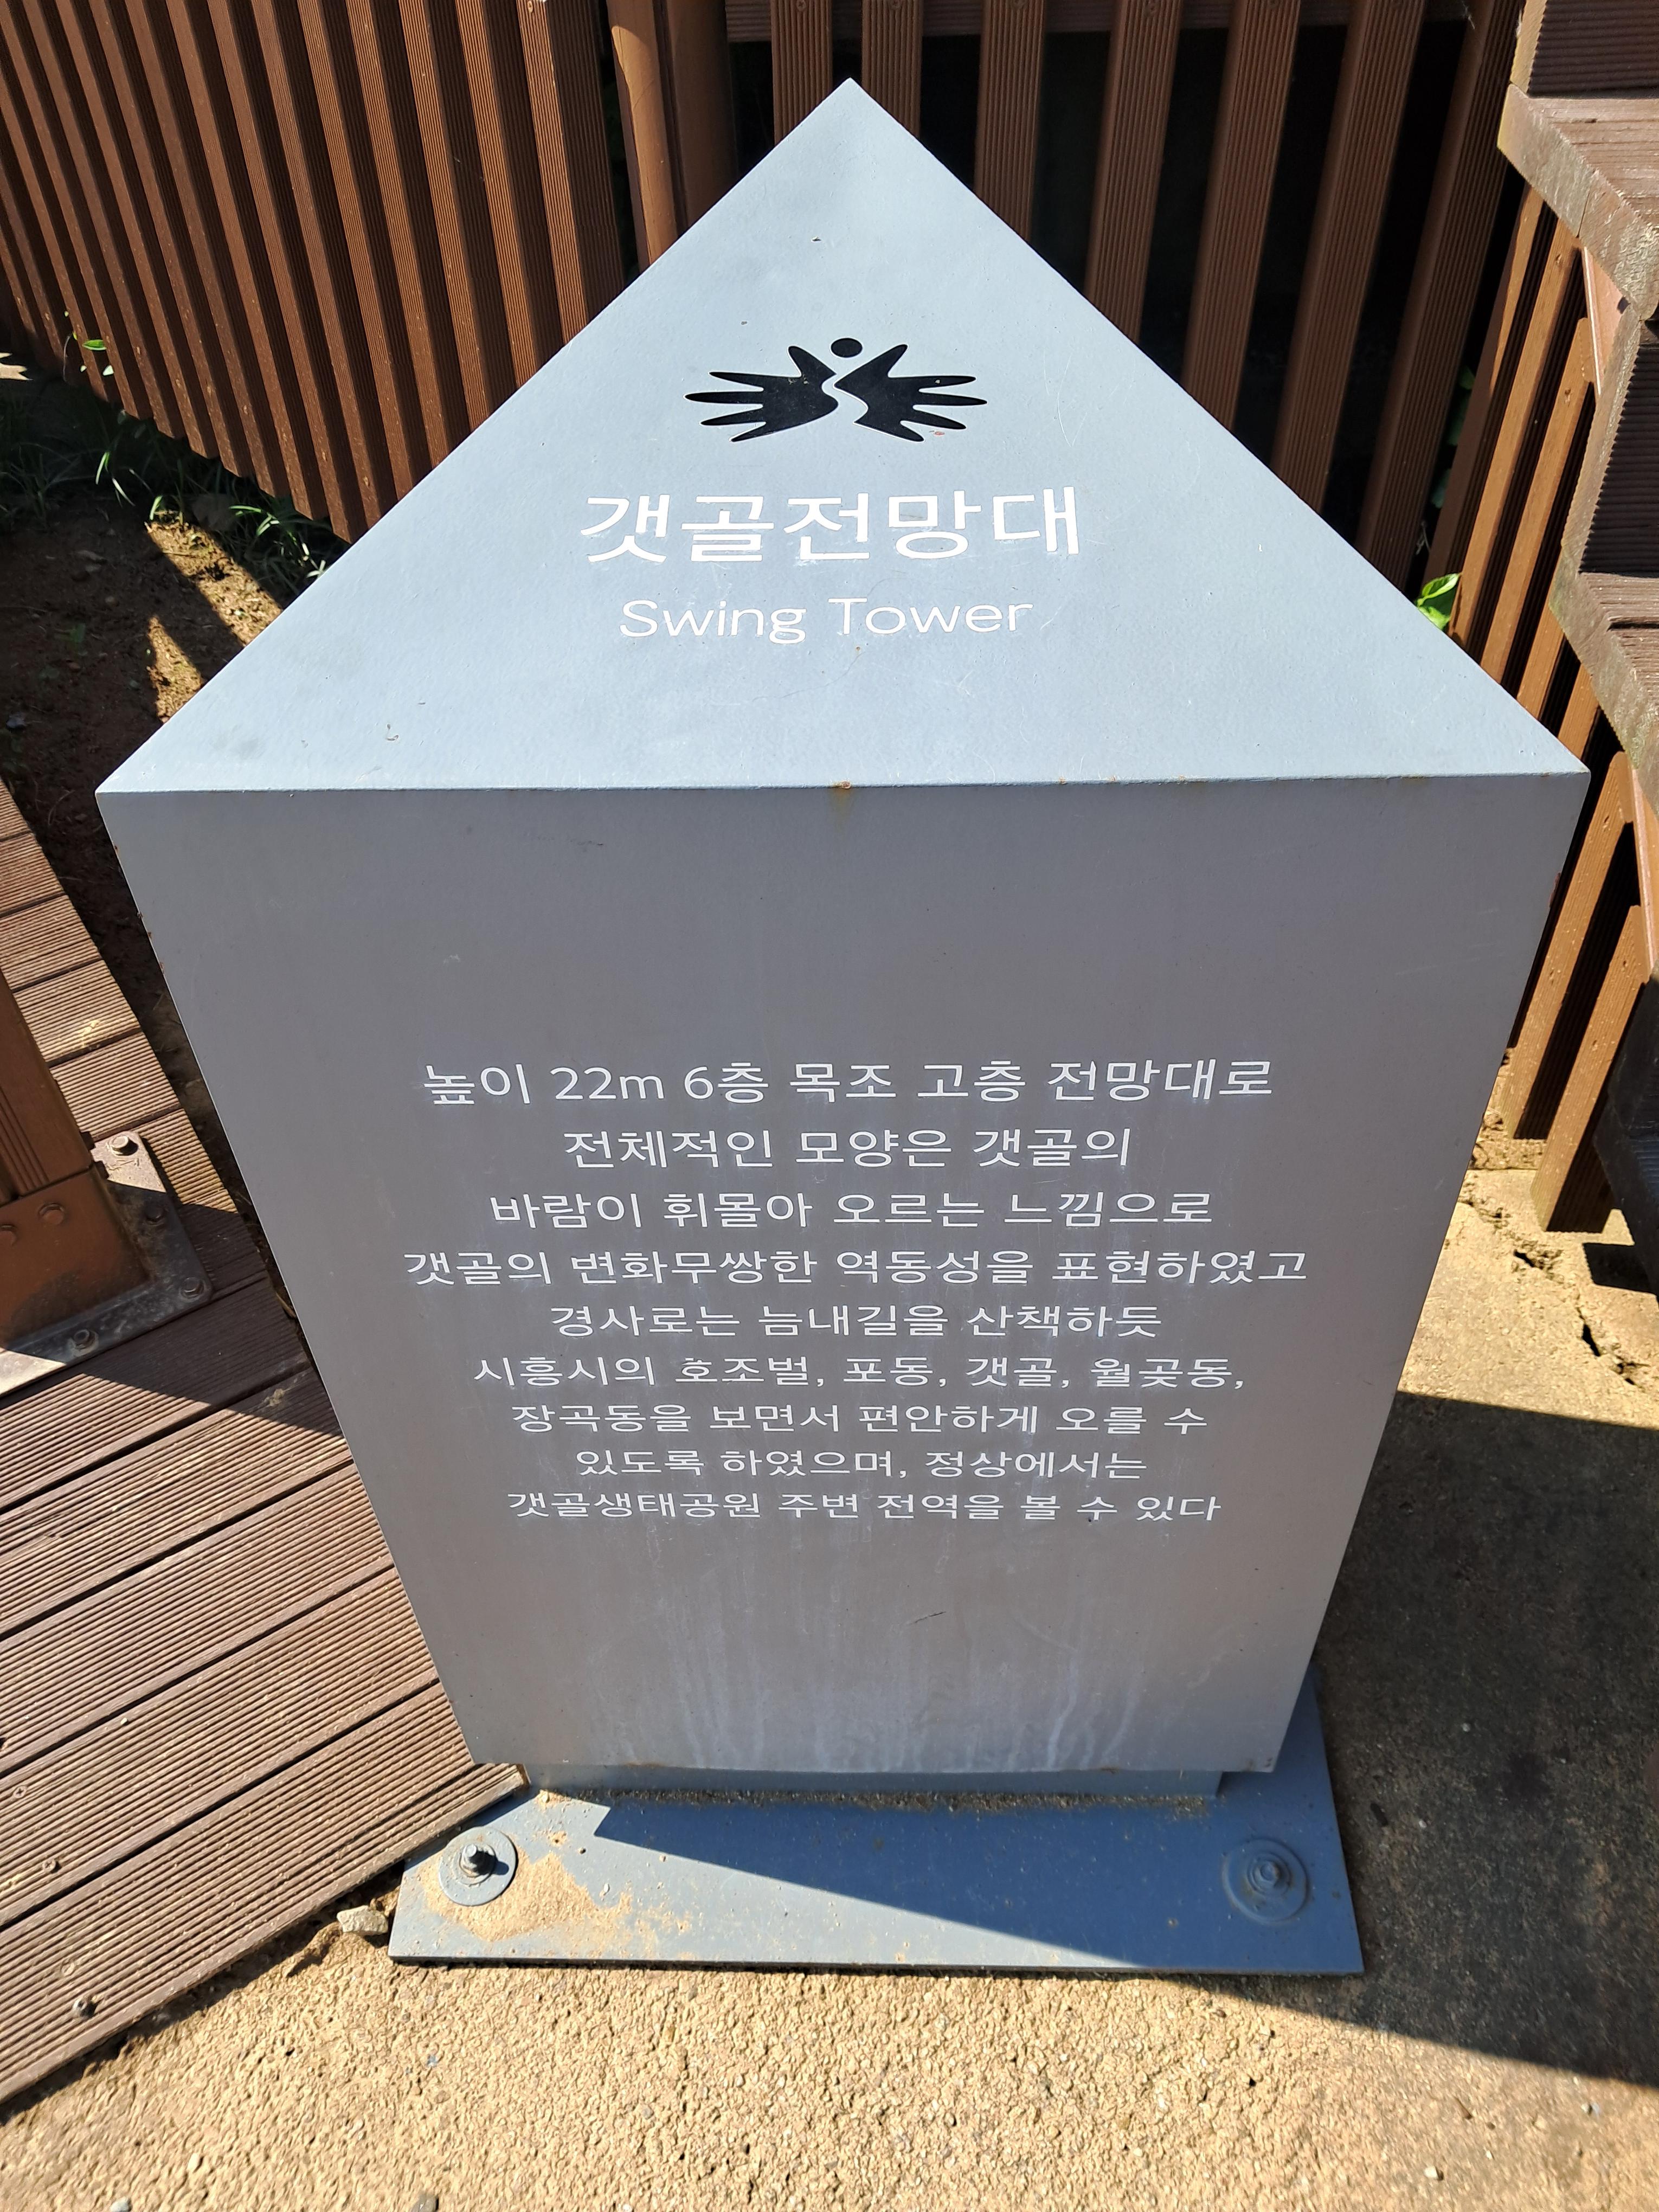 갯골전망대
Swing Tower
높이 22m 6층 목조 고층 전망대로
전체적인 모양은 갯골의
바람이 휘몰아 오르는 느낌으로
갯골의 변화무쌍한 역동성을 표현하였고
경사로는 늠내길을 산책하듯
시흥시의 호조벌, 포동, 갯골, 월곶동,
장곡동을 보면서 편안하게 오를 수
있도록 하였으며, 정상에서는
갯골생태공원 주변 전역을 볼 수 있다